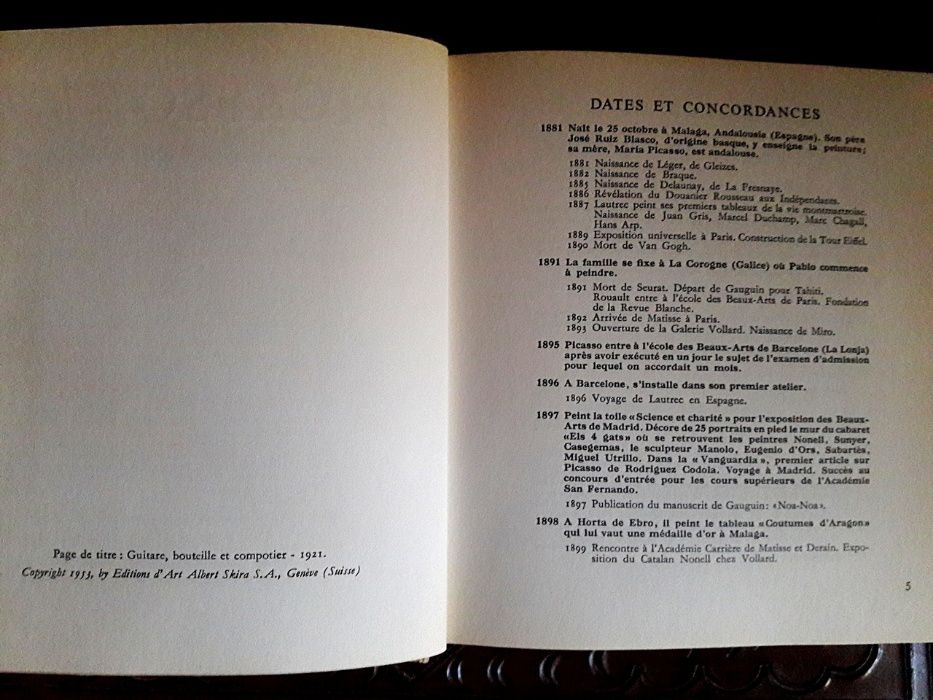 Page de titre : Guitare, bouteille et compotier - 1921.
Copyright 1953, by Editions d'Art Albert Skira S.A., Genève (Suisse)
DATES ET CONCORDANCES
1881 Naît le 25 octobre à Malaga, Andalousie (Espagne). Son père
José Ruiz Blasco, d'origine basque, y enseigne la peinture;
sa mère, Maria Picasso, est andalouse.
1881 Naissance de Léger, de Gleizes.
1882 Naissance de Braque.
1885 Naissance de Delaunay, de La Fresnaye.
1886 Révélation du Douanier Rousseau aux Indépendants.
1887 Lautrec peint ses premiers tableaux de la vie montmartroise.
Naissance de Juan Gris, Marcel Duchamp, Marc Chagall,
Hans Arp.
1889 Exposition universelle à Paris. Construction de la Tour Eiffel.
1890 Mort de Van Gogh.
1891 La famille se fixe à La Corogne (Galice) où Pablo commence
à peindre.
1891 Mort de Seurat. Départ de Gauguin pour Tahiti.
Rouault entre à l'école des Beaux-Arts de Paris. Fondation
de la Revue Blanche.
1892 Arrivée de Matisse à Paris.
1893 Ouverture de la Galerie Vollard. Naissance de Miro.
1895 Picasso entre à l'école des Beaux-Arts de Barcelone (La Lonja)
après avoir exécuté en un jour le sujet de l'examen d'admission
pour lequel on accordait un mois.
1896 A Barcelone, s'installe dans son premier atelier.
1896 Voyage de Lautrec en Espagne.
1897 Peint la toile «Science et charité» pour l'exposition des Beaux-
Arts de Madrid. Décore de 25 portraits en pied le mur du cabaret
«Els 4 gats» où se retrouvent les peintres Nonell, Sunyer,
Casegemas, le sculpteur Manolo, Eugenio d'Ors, Sabartès,
Miguel Utrillo. Dans la «Vanguardia», premier article sur
Picasso de Rodriguez Codola. Voyage à Madrid. Succès au
concours d'entrée pour les cours supérieurs de l'Académie
San Fernando.
1897 Publication du manuscrit de Gauguin: «Noa-Noa».
1898 A Horta de Ebro, il peint le tableau «Coutumes d'Aragon»
qui lui vaut une médaille d'or à Malaga.
1899 Rencontre à l'Académie Carrière de Matisse et Derain. Expo-
sition du Catalan Nonell chez Vollard.
5